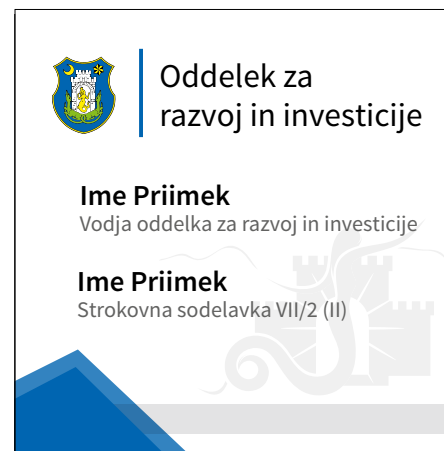 Oddelek za
razvoj in investicije
Ime Priimek
Vodja oddelka za razvoj in investicije
Ime Priimek
Strokovna sodelavka VII/2 (II)